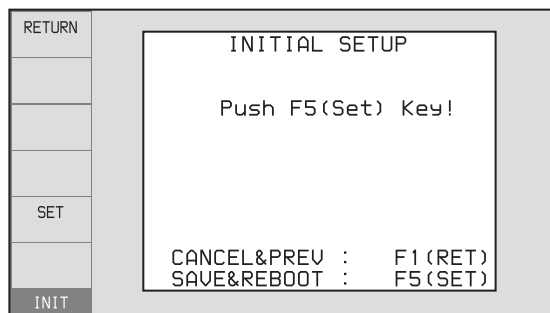 RETURN
INITIAL SETUP
Push F5(Set) Key!
SET
CANCEL&PREV : F1(RET)
SAVE&REBOOT : F5(SET)
INIT